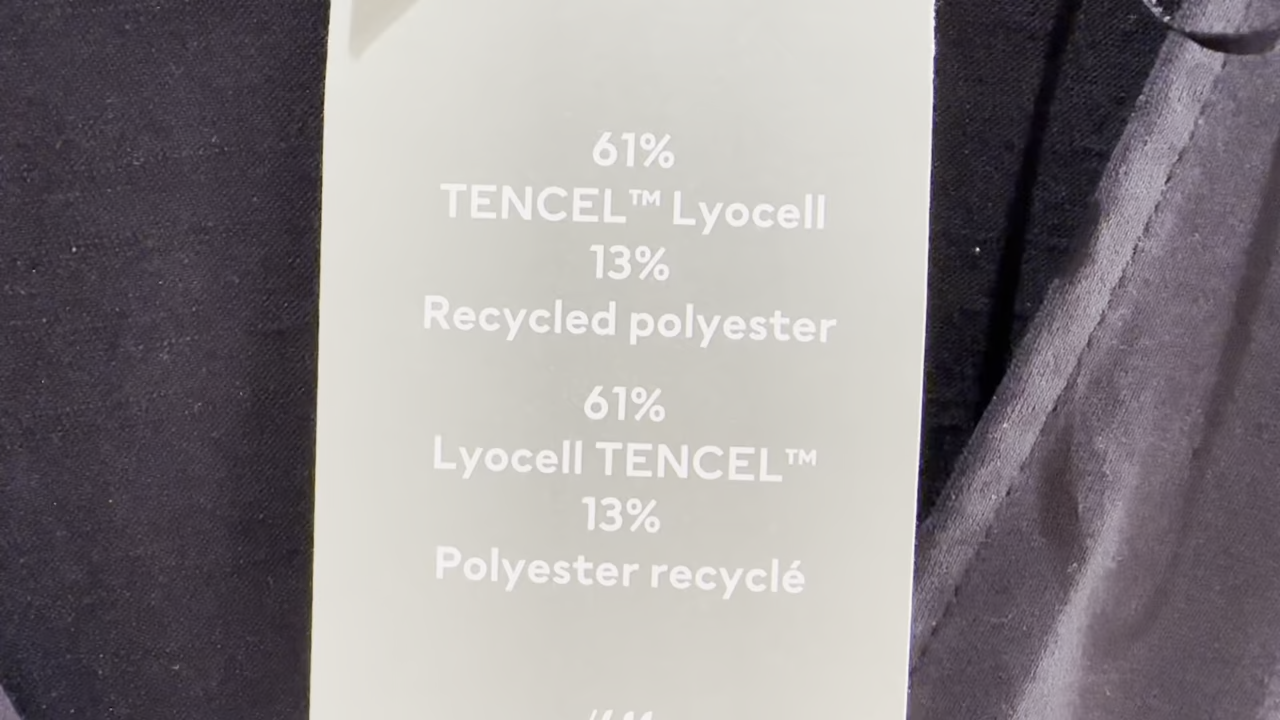 61%
TENCEL™ Lyocell
13%
Recycled polyester
61%
Lyocell TENCEL™
13%
Polyester recyclé